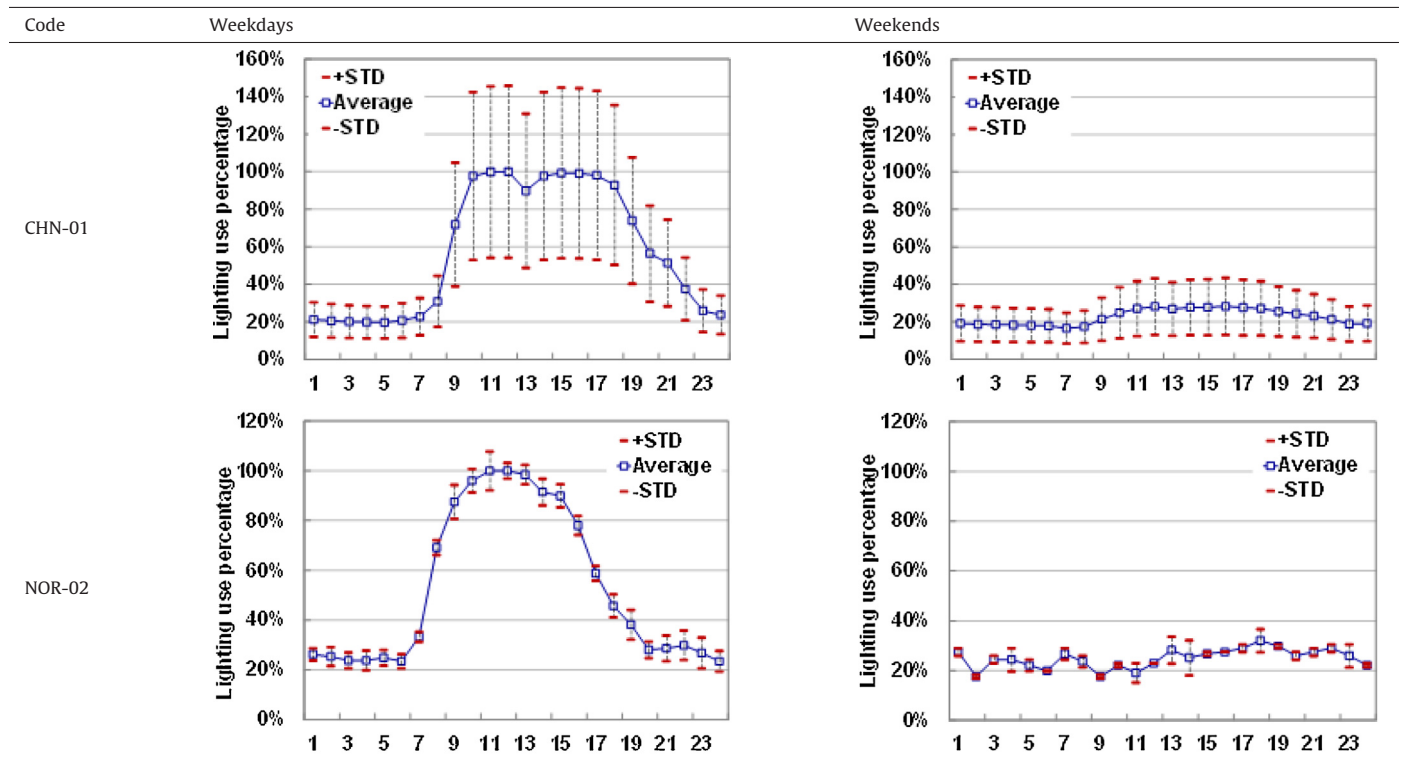 Code Weekdays Weekends
CHN-01
Lighting use percentage
160%
140%
120%
100%
80%
60%
40%
20%
0%
+STD
Average
-STD
1 3 5 7 9 11 13 15 17 19 21 23
Lighting use percentage
160%
140%
120%
100%
80%
60%
40%
20%
0%
+STD
Average
-STD
1 3 5 7 9 11 13 15 17 19 21 23
NOR-02
Lighting use percentage
120%
100%
80%
60%
40%
20%
0%
+STD
Average
-STD
1 3 5 7 9 11 13 15 17 19 21 23
Lighting use percentage
120%
100%
80%
60%
40%
20%
0%
+STD
Average
-STD
1 3 5 7 9 11 13 15 17 19 21 23